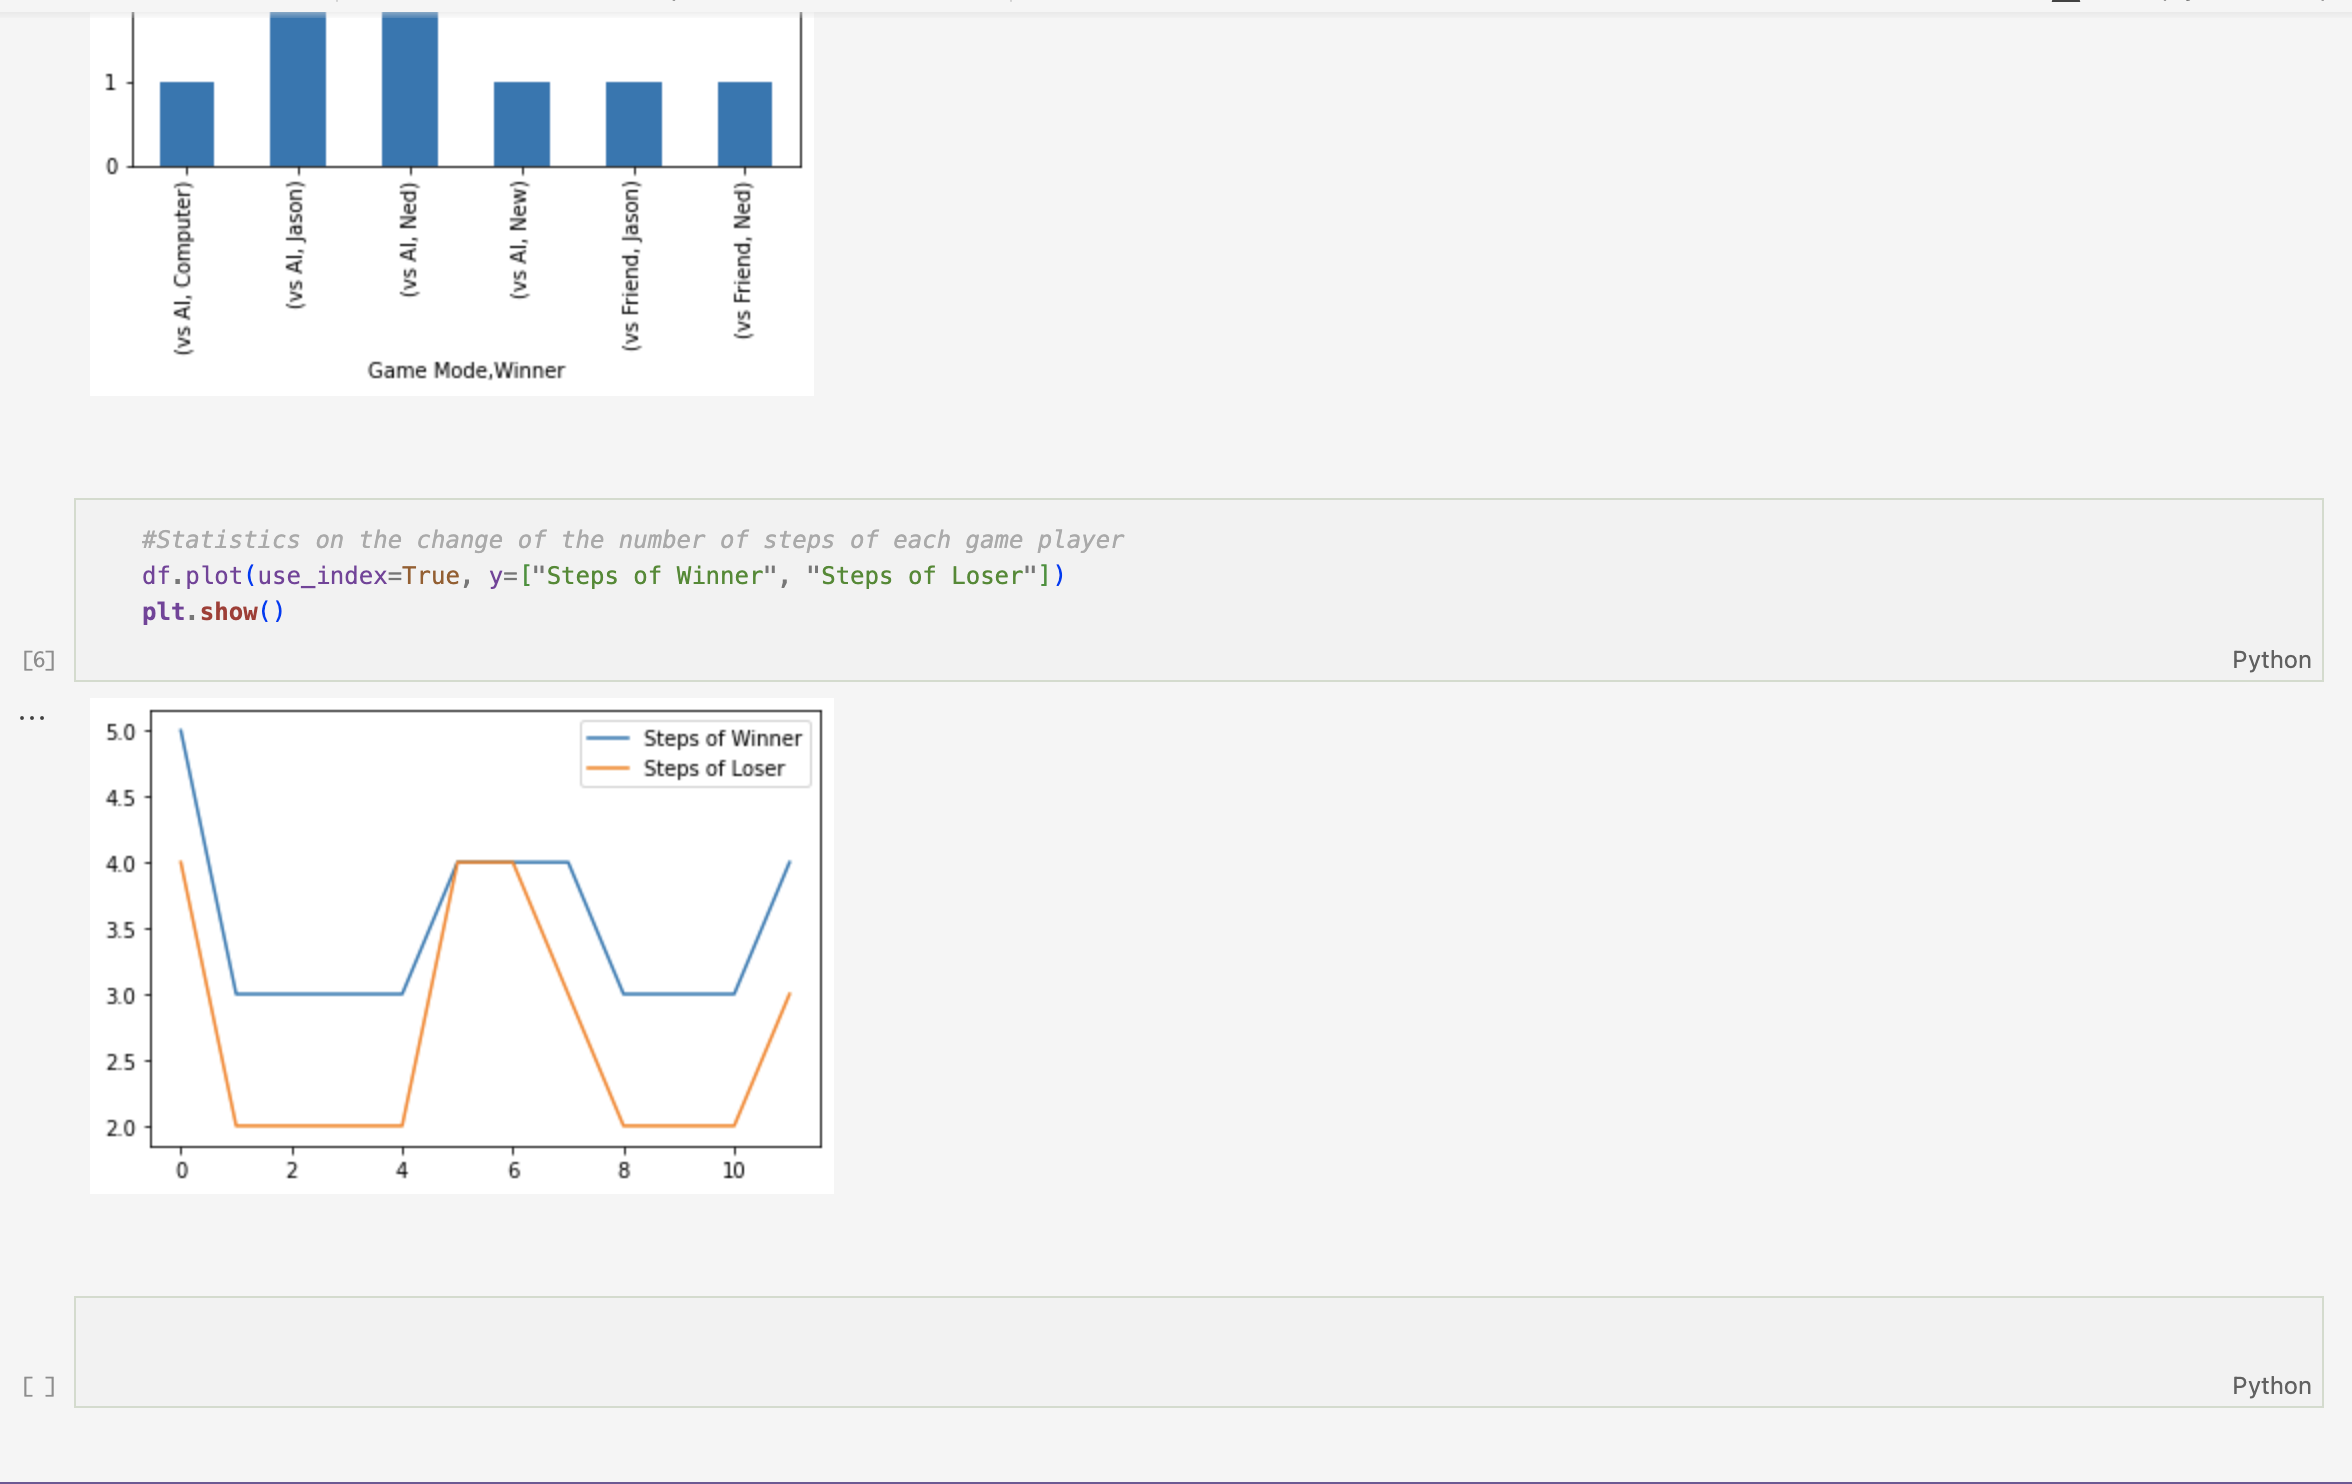 1
0
(vs AI, Computer)
(vs AI, Jason)
(vs AI, Ned)
(vs AI, New)
(vs Friend, Jason)
(vs Friend, Ned)
Game Mode,Winner
#Statistics on the change of the number of steps of each game player
df.plot(use_index=True, y=["Steps of Winner", "Steps of Loser"])
plt.show()
[6]
Python
...
5.0
4.5
4.0
3.5
3.0
2.5
2.0
Steps of Winner
Steps of Loser
0 2 4 6 8 10
[ ]
Python